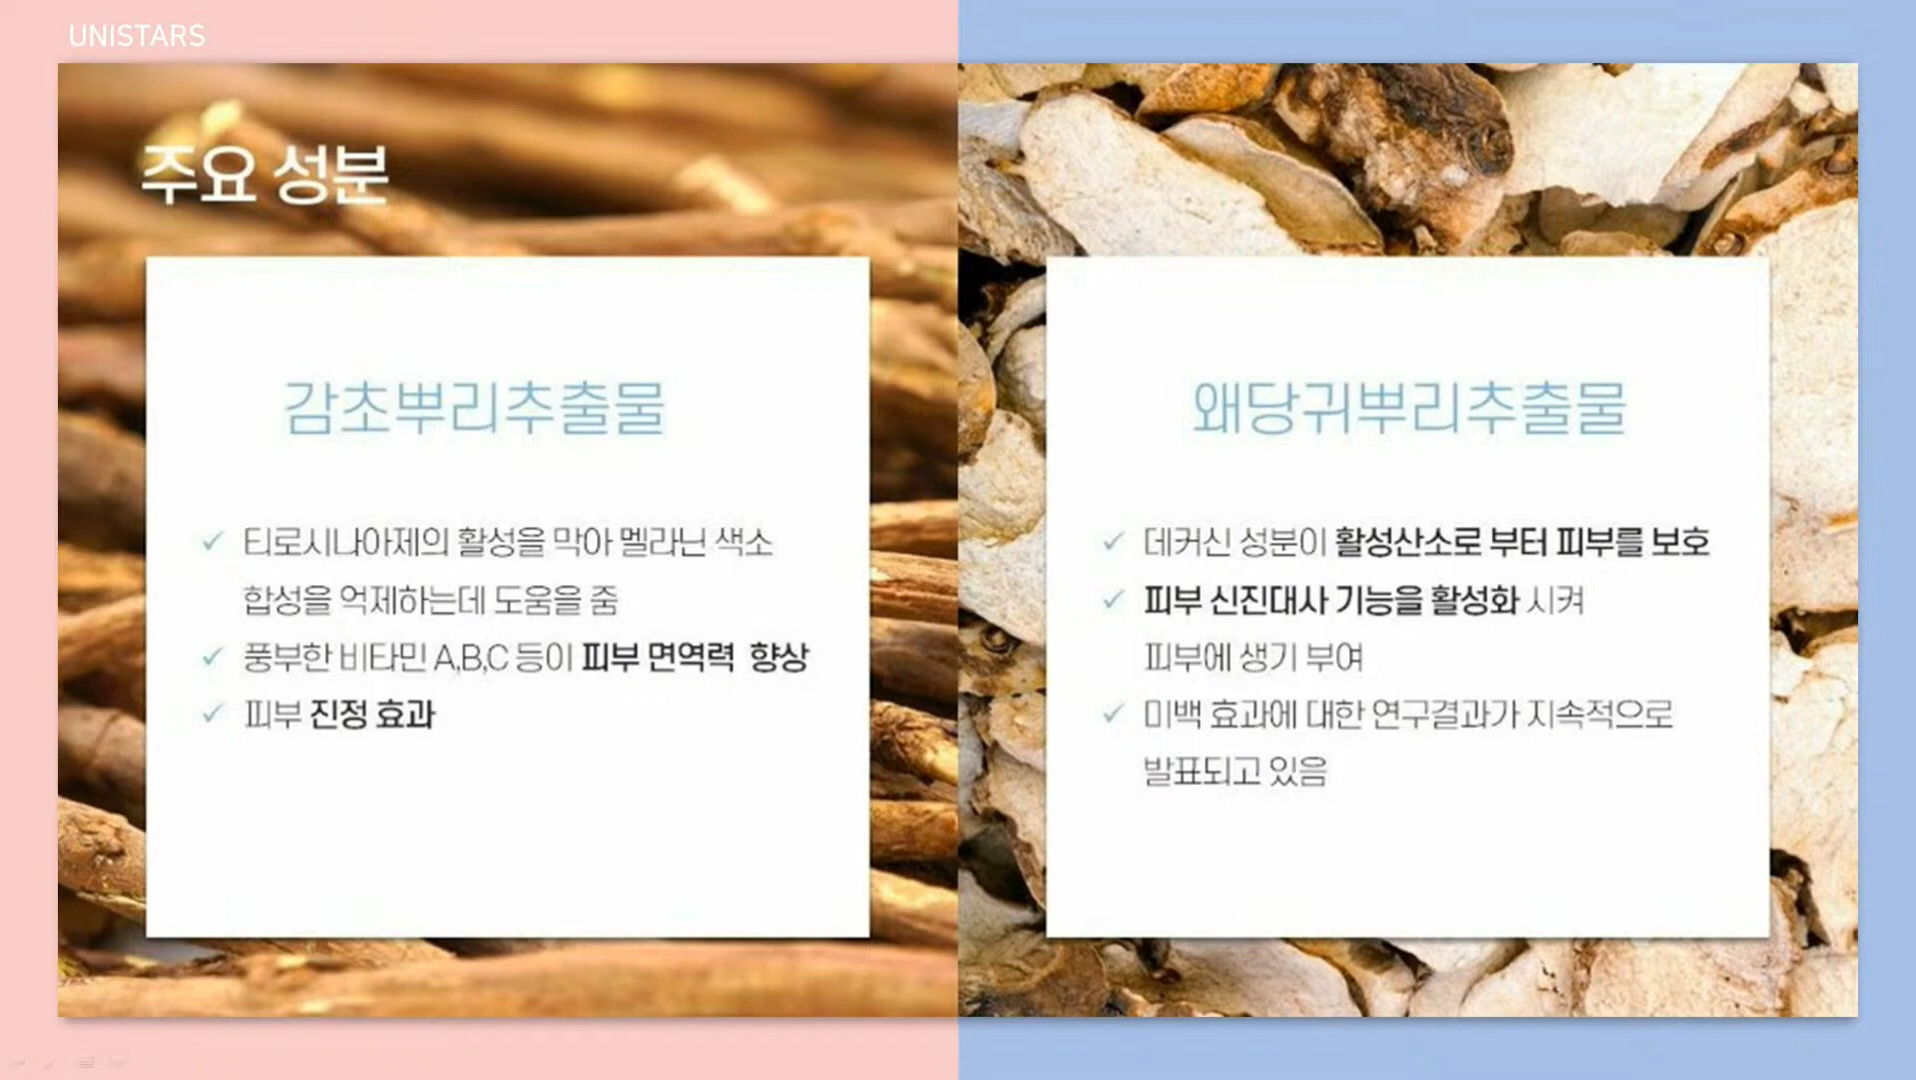 UNISTARS
주요 성분
감초뿌리추출물
티로시나아제의 활성을 막아 멜라닌 색소
합성을 억제하는데 도움을 줌
풍부한 비타민 A,B,C 등이 피부 면역력 향상
피부 진정 효과
왜당귀뿌리추출물
데커신 성분이 활성산소로 부터 피부를 보호
피부 신진대사 기능을 활성화 시켜
피부에 생기 부여
미백 효과에 대한 연구결과가 지속적으로
발표되고 있음